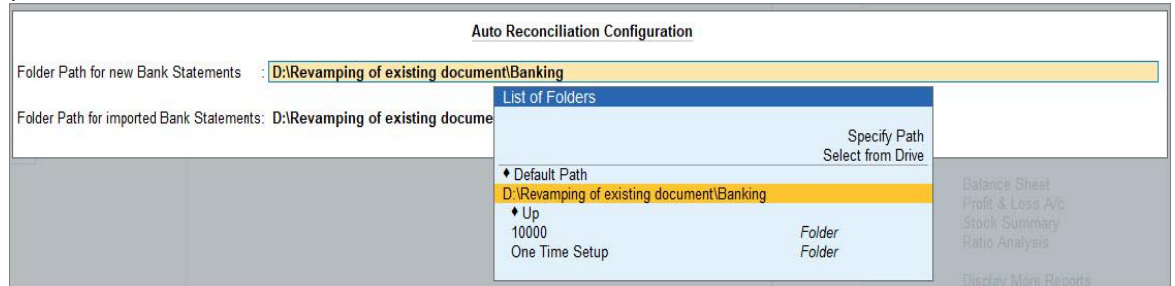 Auto Reconciliation Configuration
Folder Path for new Bank Statements : D:\Revamping of existing document\Banking
List of Folders
Folder Path for imported Bank Statements: D:\Revamping of existing docume
Specify Path
Select from Drive
♦ Default Path
D:\Revamping of existing document\Banking
♦ Up
10000 Folder
One Time Setup Folder
Balance Sheet
Profit & Loss A/c
Stock Summary
Ratio Analysis
Display More Reports